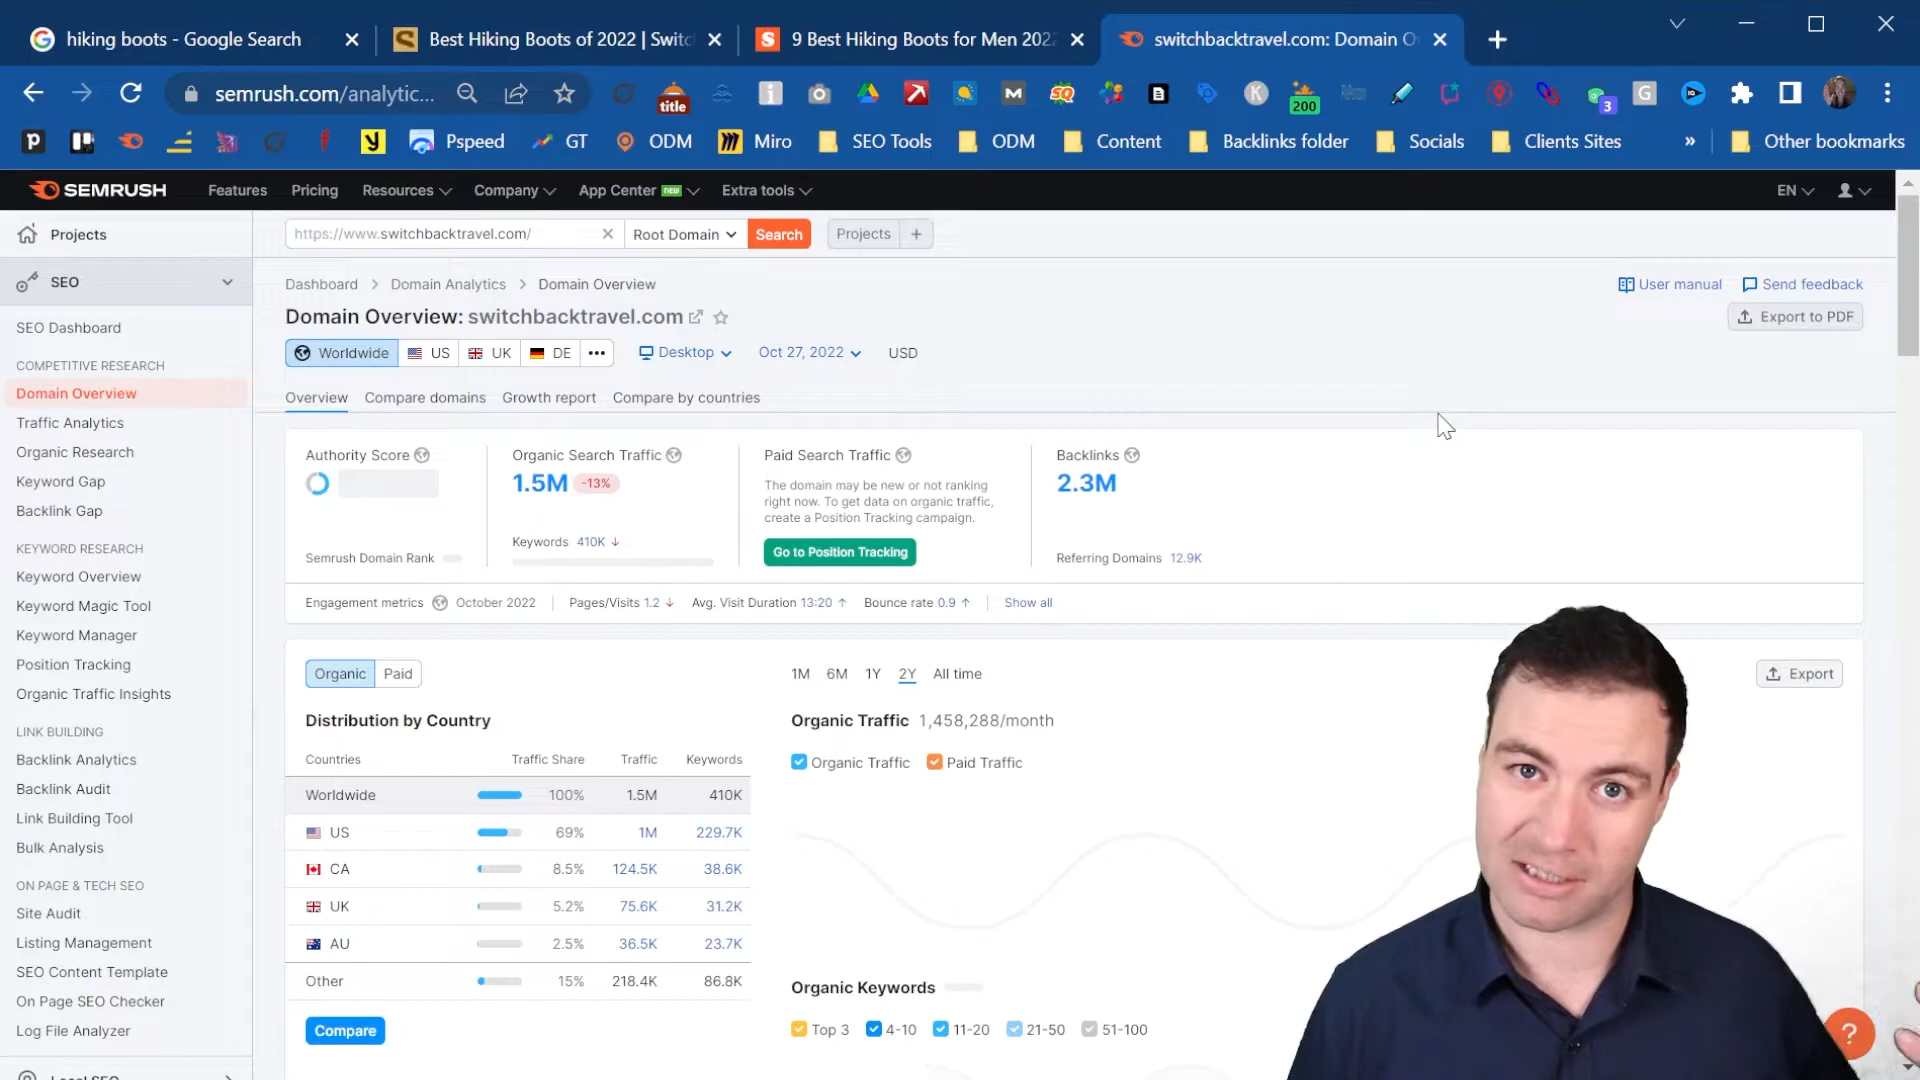 hiking boots - Google Search
Best Hiking Boots of 2022 | Switc
9 Best Hiking Boots for Men 2022
switchbacktravel.com: Domain O
semrush.com/analytic...
title
200
3
Pspeed
GT
ODM
Miro
SEO Tools
ODM
Content
Backlinks folder
Socials
Clients Sites
»
Other bookmarks
SEMRUSH
Features
Pricing
Resources
Company
App Center NEW
Extra tools
EN
Projects
https://www.switchbacktravel.com/
Root Domain
Search
Projects
+
SEO
Dashboard > Domain Analytics > Domain Overview
User manual
Send feedback
Domain Overview: switchbacktravel.com
Export to PDF
Worldwide
US
UK
DE
•••
Desktop
Oct 27, 2022
USD
Overview
Compare domains
Growth report
Compare by countries
SEO Dashboard
COMPETITIVE RESEARCH
Domain Overview
Traffic Analytics
Organic Research
Keyword Gap
Backlink Gap
KEYWORD RESEARCH
Keyword Overview
Keyword Magic Tool
Keyword Manager
Position Tracking
Organic Traffic Insights
LINK BUILDING
Backlink Analytics
Backlink Audit
Link Building Tool
Bulk Analysis
ON PAGE & TECH SEO
Site Audit
Listing Management
SEO Content Template
On Page SEO Checker
Log File Analyzer
Local SEO
Authority Score
Semrush Domain Rank
Organic Search Traffic
1.5M -13%
Keywords 410K ↓
Paid Search Traffic
The domain may be new or not ranking
right now. To get data on organic traffic,
create a Position Tracking campaign.
Go to Position Tracking
Backlinks
2.3M
Referring Domains 12.9K
Engagement metrics October 2022 Pages/Visits 1.2 ↓ Avg. Visit Duration 13:20 ↑ Bounce rate 0.9 ↑ Show all
Organic
Paid
Distribution by Country
Countries Traffic Share Traffic Keywords
Worldwide 100% 1.5M 410K
US 69% 1M 229.7K
CA 8.5% 124.5K 38.6K
UK 5.2% 75.6K 31.2K
AU 2.5% 36.5K 23.7K
Other 15% 218.4K 86.8K
Compare
1M 6M 1Y 2Y All time
Export
Organic Traffic 1,458,288/month
Organic Traffic
Paid Traffic
Organic Keywords
Top 3
4-10
11-20
21-50
51-100
?